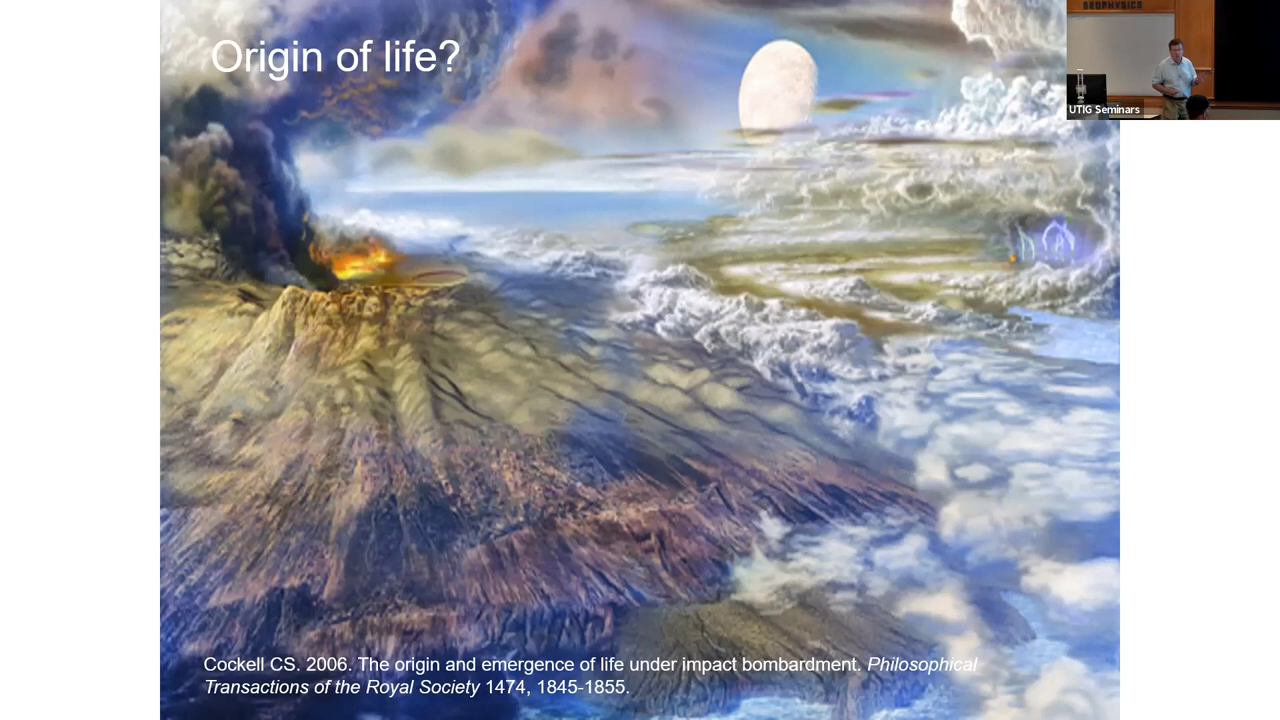 Origin of life?
GEOPHYSICS
UTIG Seminars
Cockell CS. 2006. The origin and emergence of life under impact bombardment. Philosophical
Transactions of the Royal Society 1474, 1845-1855.